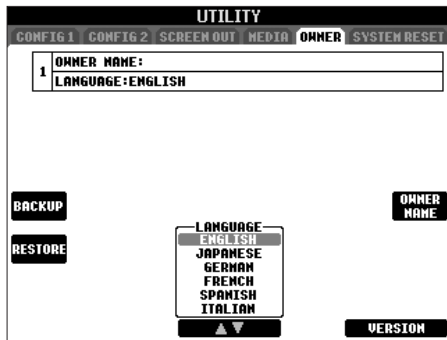 UTILITY
CONFIG 1 CONFIG 2 SCREEN OUT MEDIA OWNER SYSTEM RESET
1 OWNER NAME:
LANGUAGE:ENGLISH
BACKUP
OWNER
NAME
LANGUAGE
ENGLISH
RESTORE
JAPANESE
GERMAN
FRENCH
SPANISH
ITALIAN
VERSION